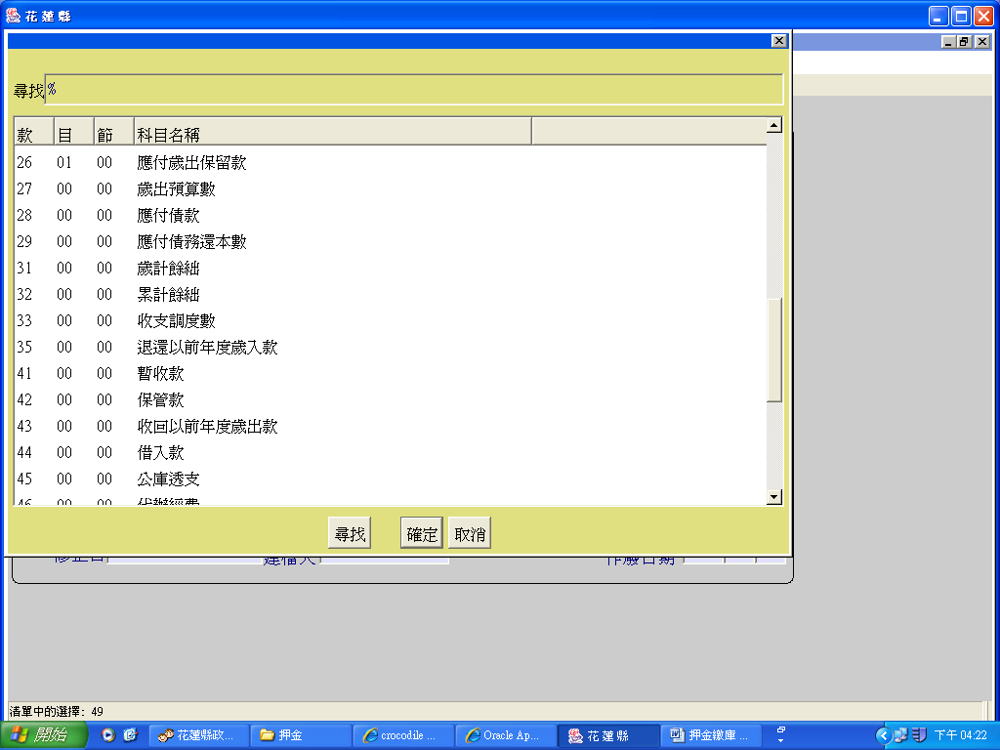 花蓮縣
尋找 %
款 目 節 科目名稱
26 01 00 應付歲出保留款
27 00 00 歲出預算數
28 00 00 應付債款
29 00 00 應付債務還本數
31 00 00 歲計餘絀
32 00 00 累計餘絀
33 00 00 收支調度數
35 00 00 退還以前年度歲入款
41 00 00 暫收款
42 00 00 保管款
43 00 00 收回以前年度歲出款
44 00 00 借入款
45 00 00 公庫透支
46 00 00 代辦經費
尋找 確定 取消
修正日 建檔人 作廢日期
清單中的選擇: 49
開始 花蓮縣政... 押金 crocodile ... Oracle Ap... 花蓮縣 押金繳庫 ... 下午 04:22